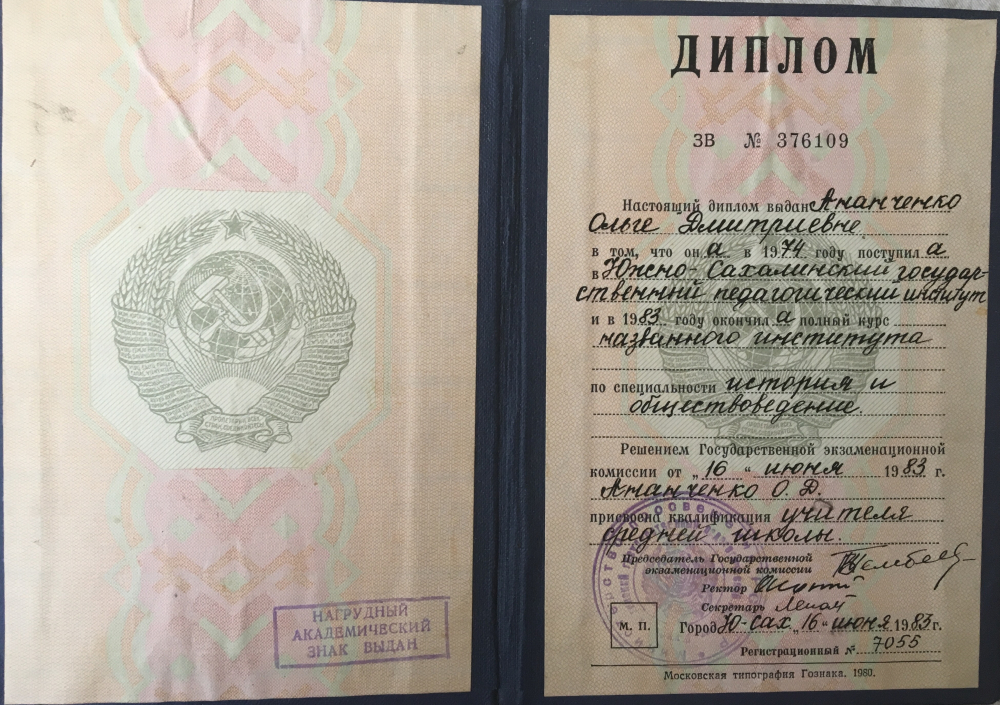 НАГРУДНЫЙ
АКАДЕМИЧЕСКИЙ
ЗНАК ВЫДАН
ДИПЛОМ
ЗВ № 376109
Настоящий диплом выдан Ананченко
Ольге Дмитриевне
в том, что он а в 1974 году поступил а
в Южно-Сахалинский государ-
ственный педагогический институт
и в 1983 году окончил а полный курс
названного института
по специальности история и
обществоведение.
Решением Государственной экзаменационной
комиссии от „16“ июня 1983 г.
Ананченко О. Д.
присвоена квалификация учителя
средней школы.
Председатель Государственной
экзаменационной комиссии
Ректор
Секретарь
М. П. Город Ю-Сах „16“ июня 1983 г.
Регистрационный № 7055
Московская типография Гознака. 1980.